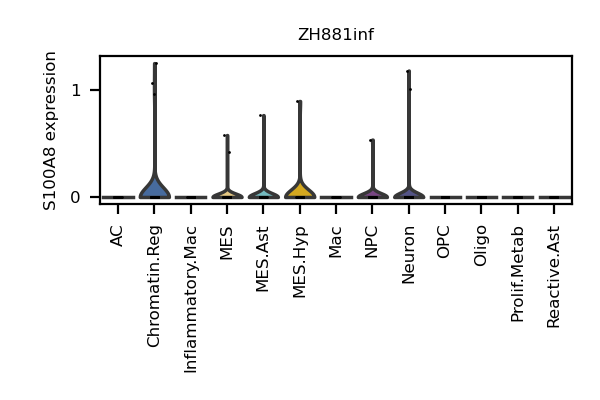 ZH881inf
S100A8 expression
1
0
AC
Chromatin.Reg
Inflammatory.Mac
MES
MES.Ast
MES.Hyp
Mac
NPC
Neuron
OPC
Oligo
Prolif.Metab
Reactive.Ast